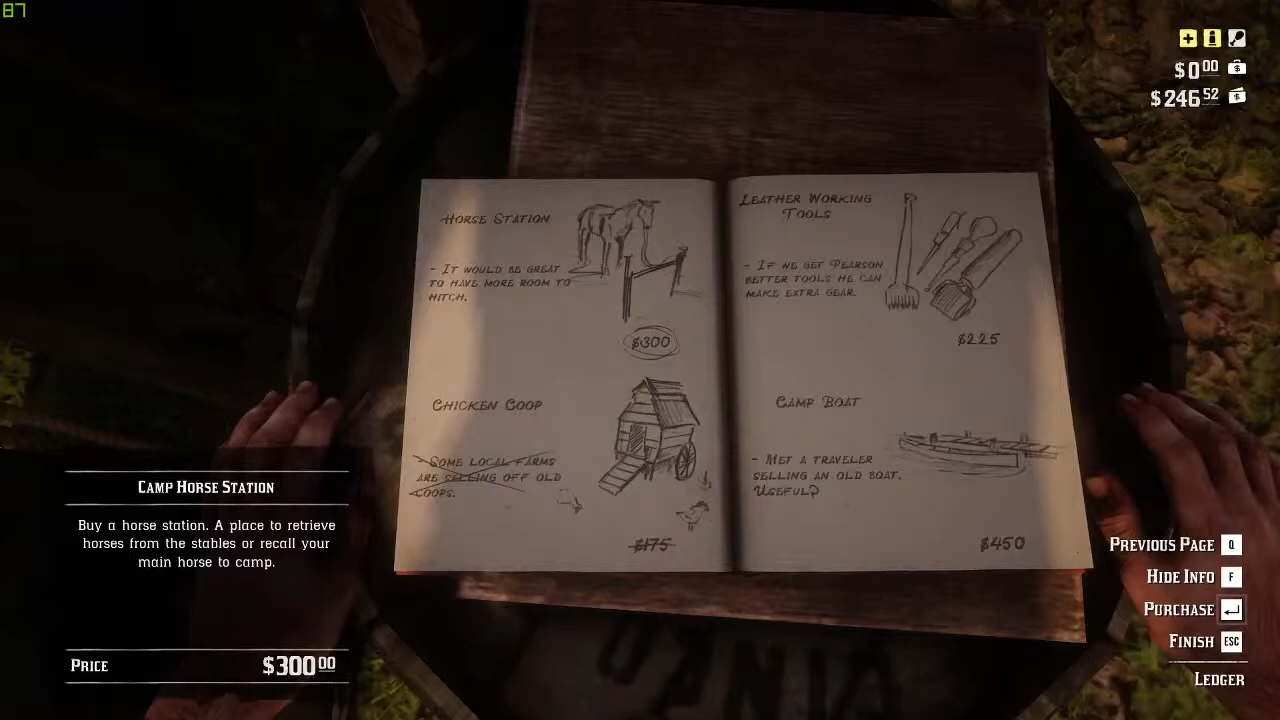 87
$0 00
$246 52
HORSE STATION
- IT WOULD BE GREAT
TO HAVE MORE ROOM TO
HITCH.
$300
CHICKEN COOP
- SOME LOCAL FARMS
ARE SELLING OFF OLD
COOPS.
$175
LEATHER WORKING
TOOLS
- IF WE GET PEARSON
BETTER TOOLS HE CAN
MAKE EXTRA GEAR.
$225
CAMP BOAT
- MET A TRAVELER
SELLING AN OLD BOAT.
USEFUL?
$450
CAMP HORSE STATION
Buy a horse station. A place to retrieve
horses from the stables or recall your
main horse to camp.
PRICE $300 00
PREVIOUS PAGE Q
HIDE INFO F
PURCHASE
FINISH ESC
LEDGER